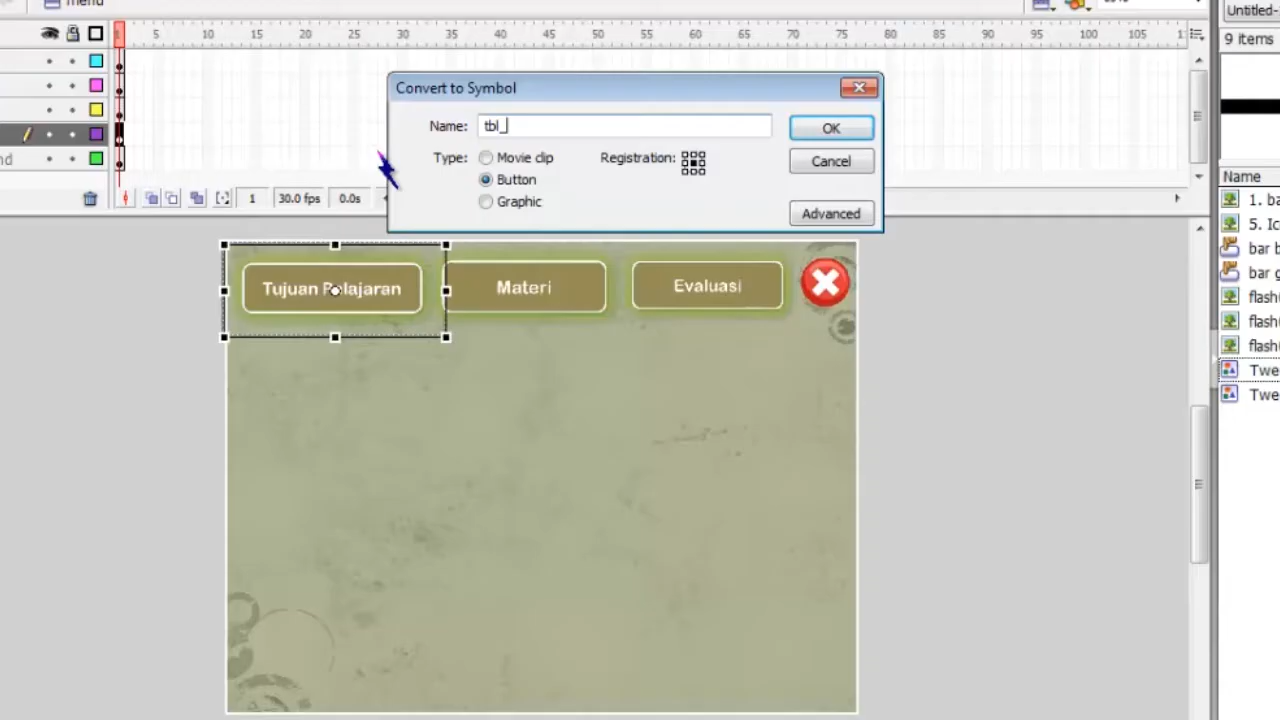 menu
Untitled-
5 10 15 20 25 30 35 40 45 50 55 60 65 70 75 80 85 90 95 100 105
9 items
Convert to Symbol
Name: tbl_
OK
Type: Movie clip
Registration:
Cancel
Button
Graphic
Advanced
nd
1 30.0 fps 0.0s
Name
1. ba
5. Ic
bar b
bar g
flash
flash
flash
Twe
Twe
Tujuan Pelajaran
Materi
Evaluasi